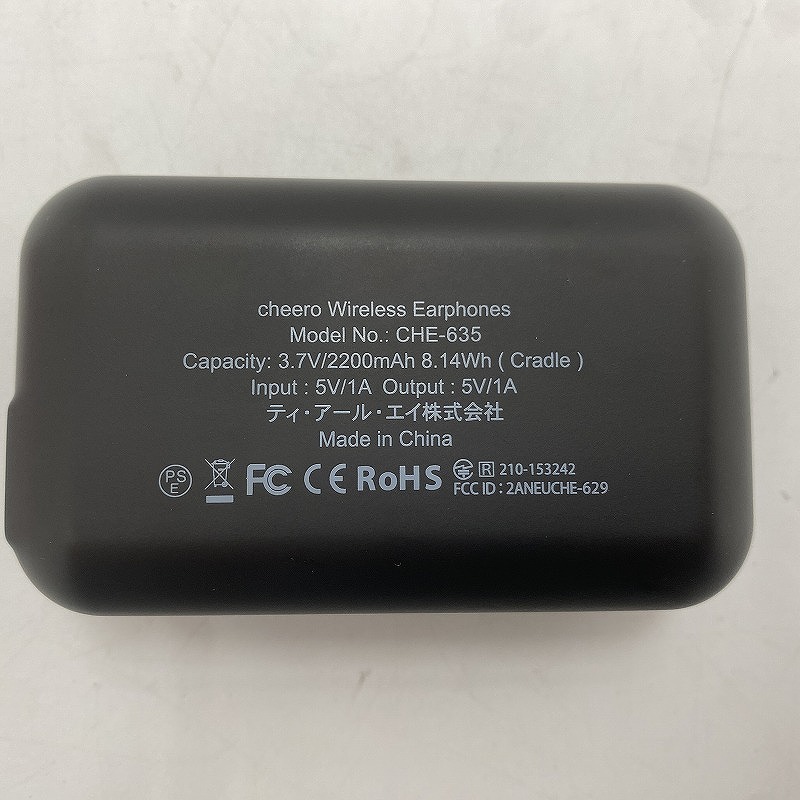 cheero Wireless Earphones
Model No.: CHE-635
Capacity: 3.7V/2200mAh 8.14Wh ( Cradle )
Input : 5V/1A Output : 5V/1A
ティ・アール・エイ株式会社
Made in China
PS E FC CE RoHS R 210-153242
FCC ID : 2ANEUCHE-629